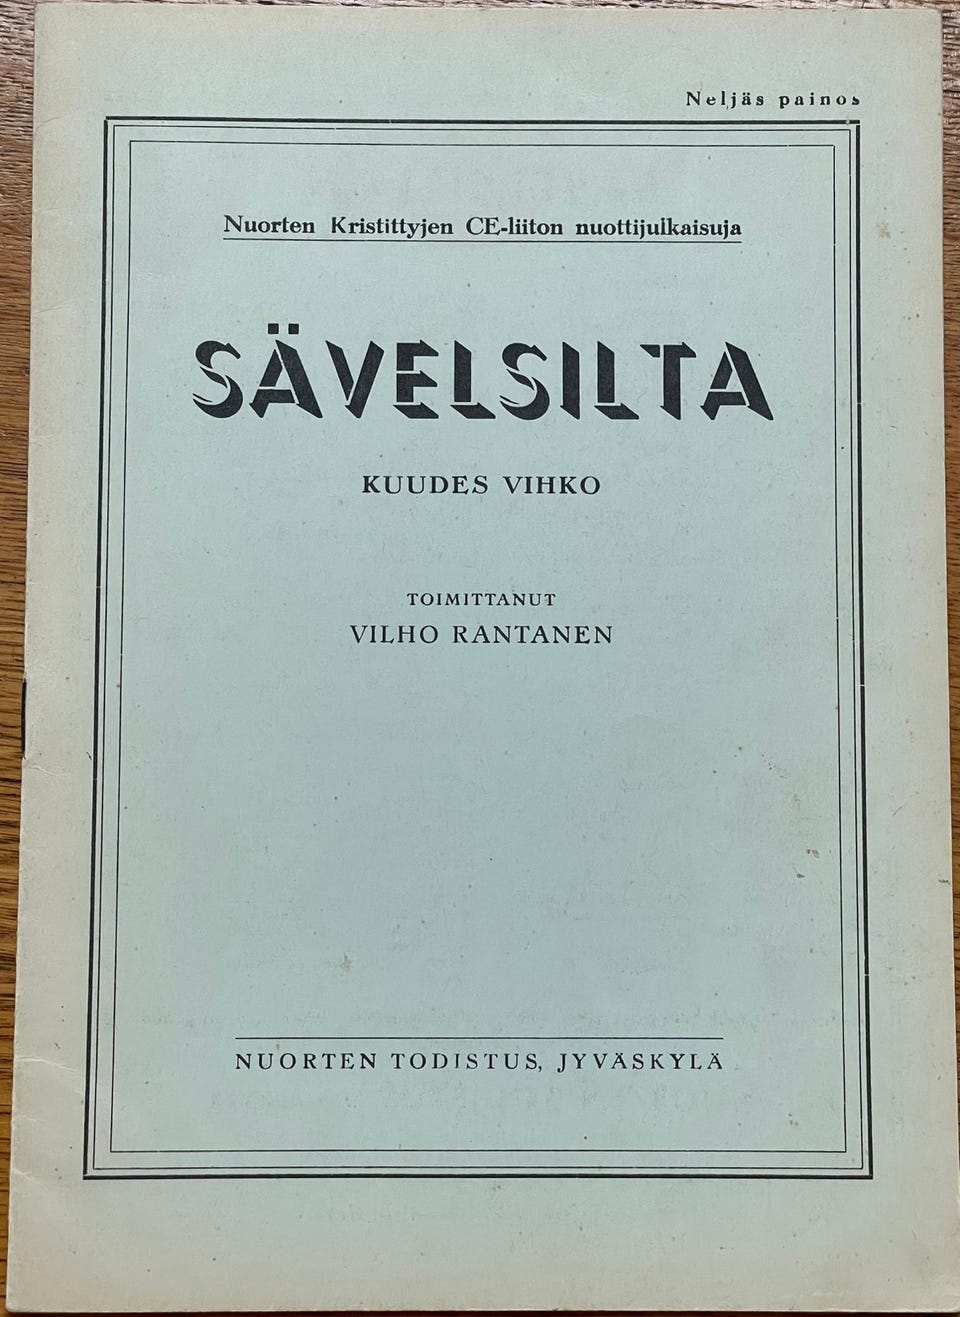 Neljäs painos
Nuorten Kristittyjen CE-liiton nuottijulkaisuja
SÄVELSILTA
KUUDES VIHKO
TOIMITTANUT
VILHO RANTANEN
NUORTEN TODISTUS, JYVÄSKYLÄ